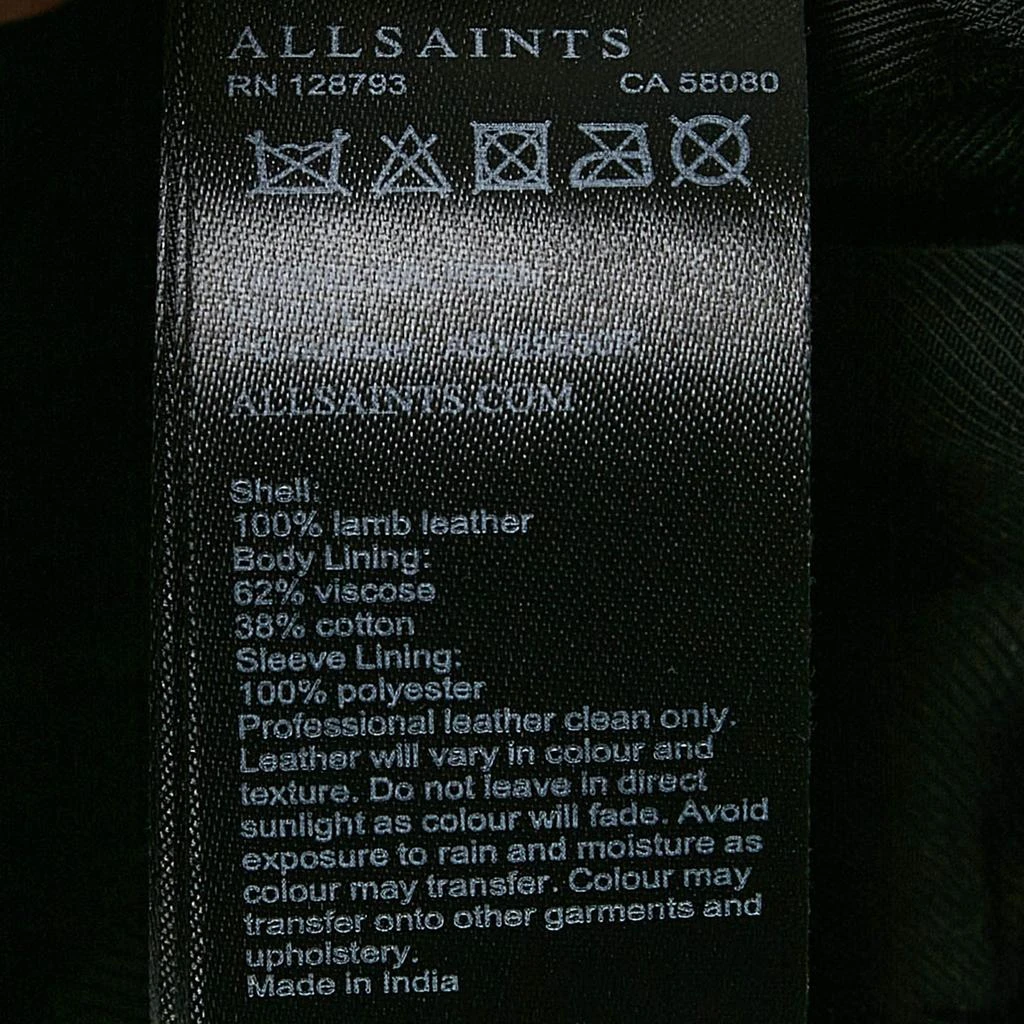 ALLSAINTS
RN 128793 CA 58080
ALLSAINTS.COM
Shell:
100% lamb leather
Body Lining:
62% viscose
38% cotton
Sleeve Lining:
100% polyester
Professional leather clean only.
Leather will vary in colour and
texture. Do not leave in direct
sunlight as colour will fade. Avoid
exposure to rain and moisture as
colour may transfer. Colour may
transfer onto other garments and
upholstery.
Made in India